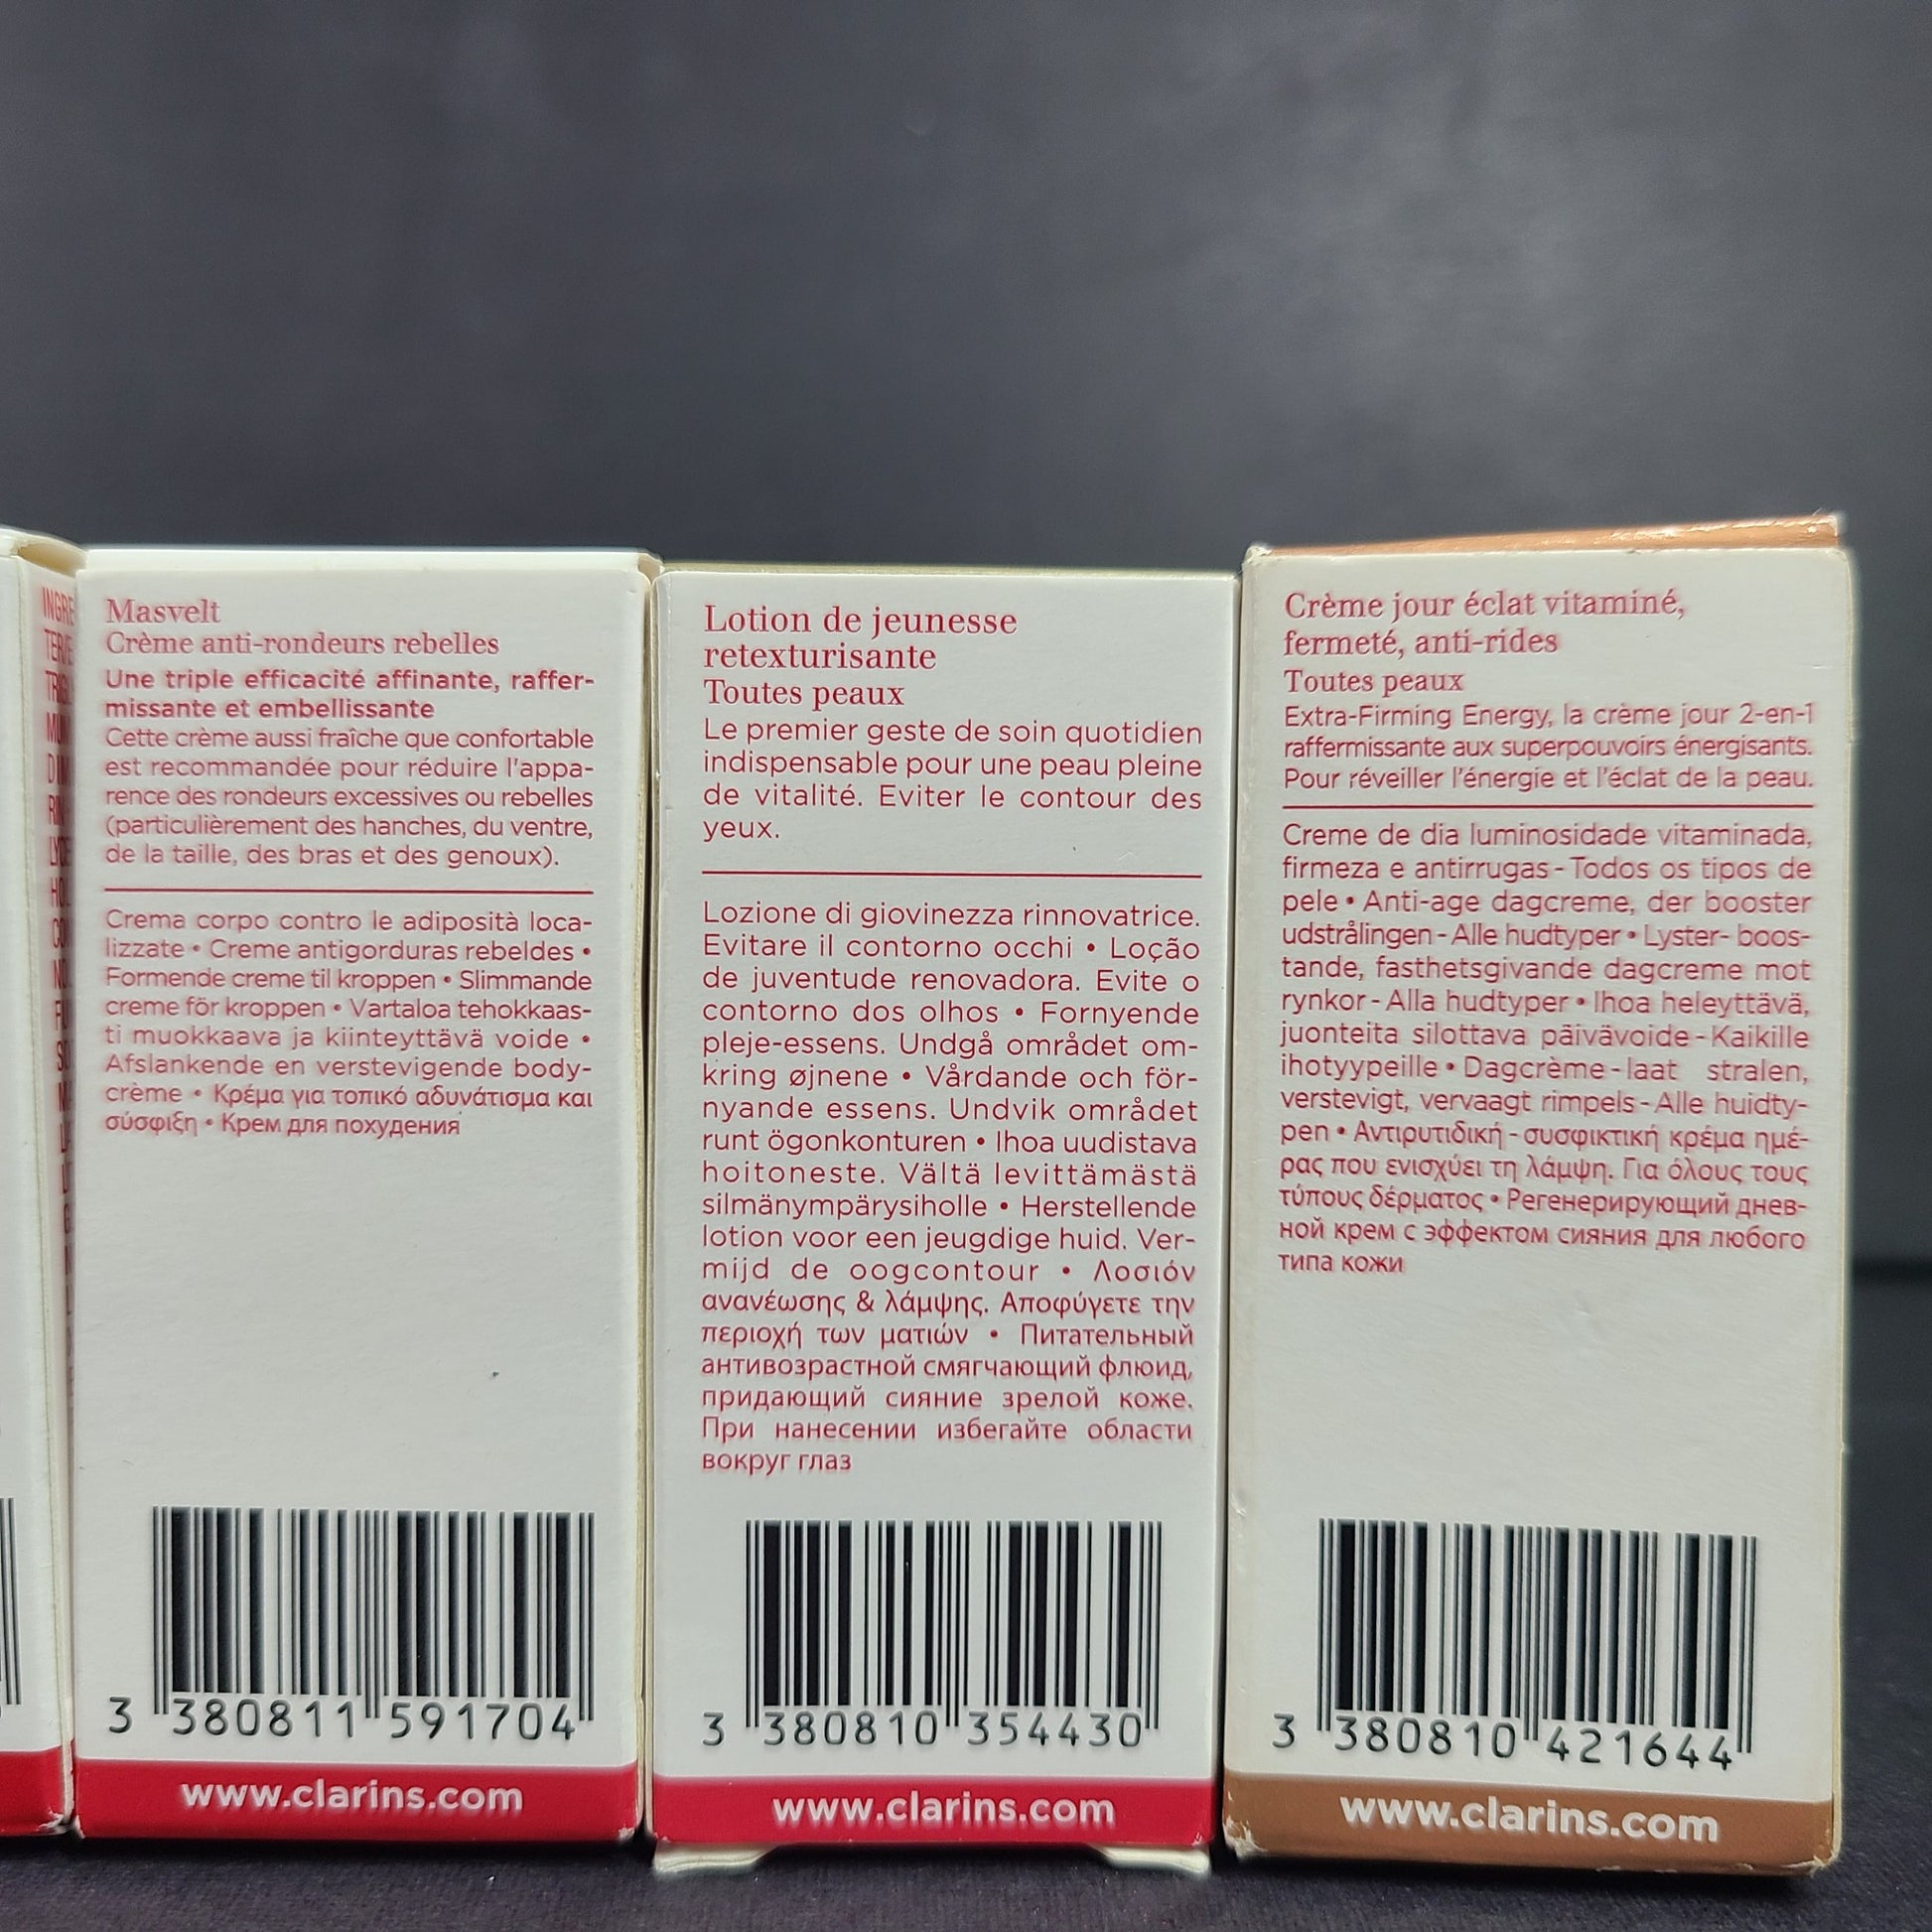 INGRE
Masvelt
Crème anti-rondeurs rebelles
Une triple efficacité affinante, raffer-
missante et embellissante
Cette crème aussi fraîche que confortable
est recommandée pour réduire l'appa-
rence des rondeurs excessives ou rebelles
(particulièrement des hanches, du ventre,
de la taille, des bras et des genoux).
Crema corpo contro le adiposità loca-
lizzate • Creme antigorduras rebeldes •
Formende creme til kroppen • Slimmande
creme för kroppen • Vartaloa tehokkaas-
ti muokkaava ja kiinteyttävä voide •
Afslankende en verstevigende body-
crème • Κρέμα για τοπικό αδυνάτισμα και
σύσφιξη • Крем для похудения
3 380811 591704
www.clarins.com
Lotion de jeunesse
retexturisante
Toutes peaux
Le premier geste de soin quotidien
indispensable pour une peau pleine
de vitalité. Eviter le contour des
yeux.
Lozione di giovinezza rinnovatrice.
Evitare il contorno occhi • Loção
de juventude renovadora. Evite o
contorno dos olhos • Fornyende
pleje-essens. Undgå området om-
kring øjnene • Vårdande och för-
nyande essens. Undvik området
runt ögonkonturen • Ihoa uudistava
hoitoneste. Vältä levittämästä
silmänympärysiholle • Herstellende
lotion voor een jeugdige huid. Ver-
mijd de oogcontour • Λοσιόν
ανανέωσης & λάμψης. Αποφύγετε την
περιοχή των ματιών • Питательный
антивозрастной смягчающий флюид,
придающий сияние зрелой коже.
При нанесении избегайте области
вокруг глаз
3 380810 354430
www.clarins.com
Crème jour éclat vitaminé,
fermeté, anti-rides
Toutes peaux
Extra-Firming Energy, la crème jour 2-en-1
raffermissante aux superpouvoirs énergisants.
Pour réveiller l'énergie et l'éclat de la peau.
Creme de dia luminosidade vitaminada,
firmeza e antirrugas - Todos os tipos de
pele • Anti-age dagcreme, der booster
udstrålingen - Alle hudtyper • Lyster- boos-
tande, fasthetsgivande dagcreme mot
rynkor - Alla hudtyper • Ihoa heleyttävä,
juonteita silottava päivävoide - Kaikille
ihotyypeille • Dagcrème - laat stralen,
verstevigt, vervaagt rimpels - Alle huidty-
pen • Αντιρυτιδική - συσφικτική κρέμα ημέ-
ρας που ενισχύει τη λάμψη. Για όλους τους
τύπους δέρματος • Регенерирующий днев-
ной крем с эффектом сияния для любого
типа кожи
3 380810 421644
www.clarins.com